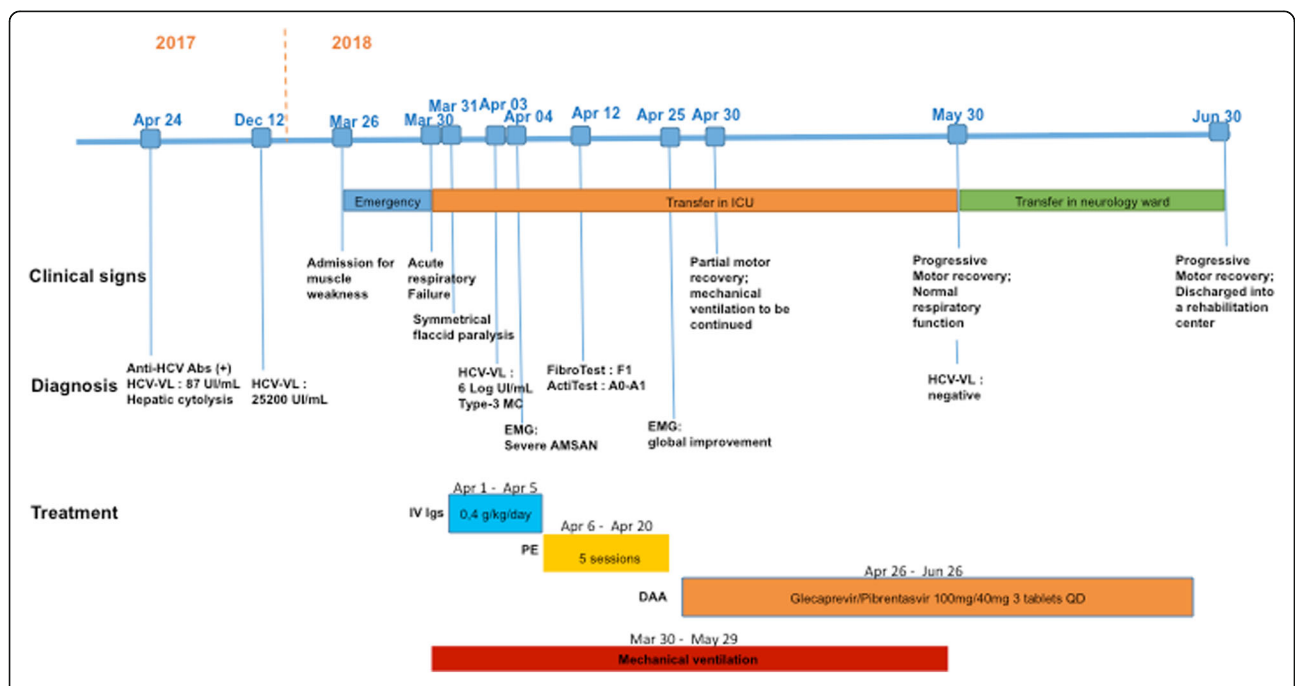 2017
2018
Apr 24
Dec 12
Mar 26
Mar 30
Mar 31
Apr 03
Apr 04
Apr 12
Apr 25
Apr 30
May 30
Jun 30
Emergency
Transfer in ICU
Transfer in neurology ward
Clinical signs
Admission for
muscle
weakness
Acute
respiratory
Failure
Symmetrical
flaccid paralysis
Partial motor
recovery;
mechanical
ventilation to be
continued
Progressive
Motor recovery;
Normal
respiratory
function
Progressive
Motor recovery;
Discharged into
a rehabilitation
center
Diagnosis
Anti-HCV Abs (+)
HCV-VL : 87 UI/mL
Hepatic cytolysis
HCV-VL :
25200 UI/mL
HCV-VL :
6 Log UI/mL
Type-3 MC
EMG:
Severe AMSAN
FibroTest : F1
ActiTest : A0-A1
EMG:
global improvement
HCV-VL :
negative
Treatment
Apr 1 - Apr 5
IV Igs
0,4 g/kg/day
Apr 6 - Apr 20
PE
5 sessions
Apr 26 - Jun 26
DAA
Glecaprevir/Pibrentasvir 100mg/40mg 3 tablets QD
Mar 30 - May 29
Mechanical ventilation